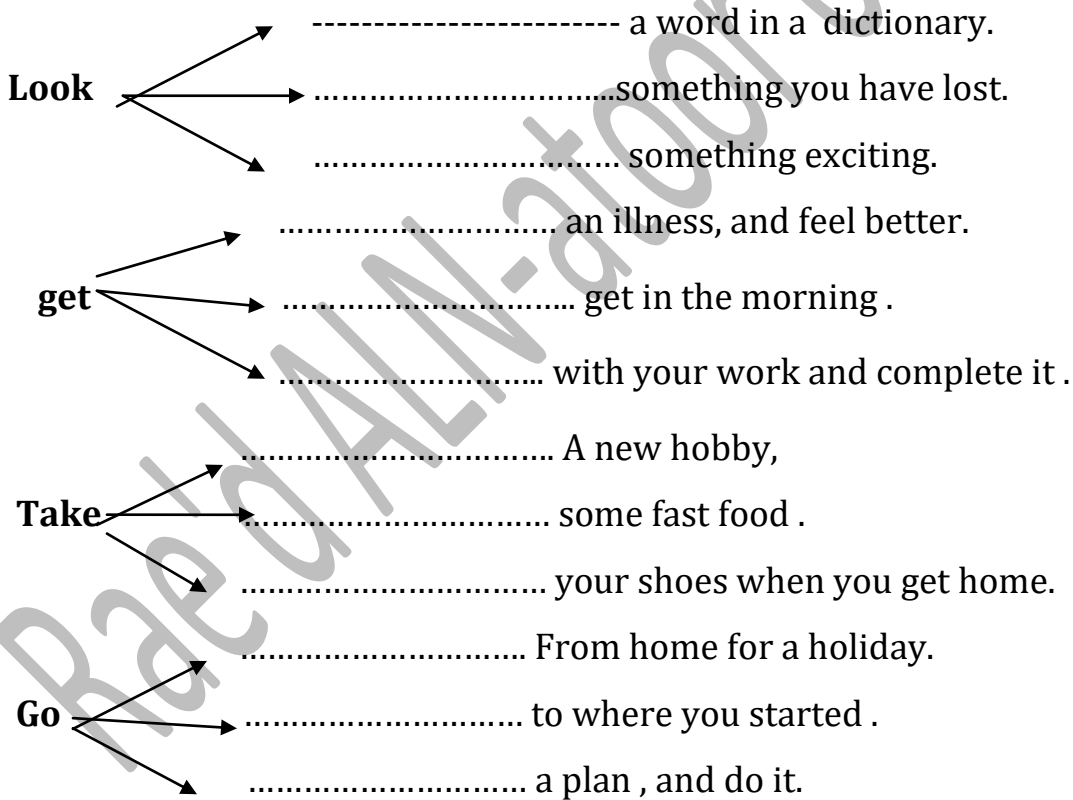 ------------------------- a word in a dictionary.
Look
…………………………...something you have lost.
…………………………… something exciting.
………………………… an illness, and feel better.
get
………………………….. get in the morning .
……………………….. with your work and complete it .
……………………………. A new hobby,
Take
…………………………… some fast food .
…………………………… your shoes when you get home.
…………………………. From home for a holiday.
Go
………………………… to where you started .
………………………… a plan , and do it.
Rae'd ALN-atoor